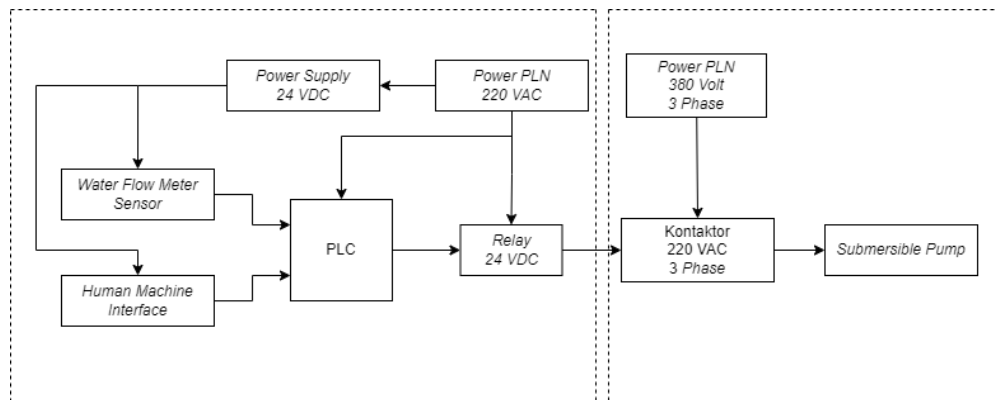 Power Supply
24 VDC
Power PLN
220 VAC
Power PLN
380 Volt
3 Phase
Water Flow Meter
Sensor
PLC
Relay
24 VDC
Kontaktor
220 VAC
3 Phase
Submersible Pump
Human Machine
Interface